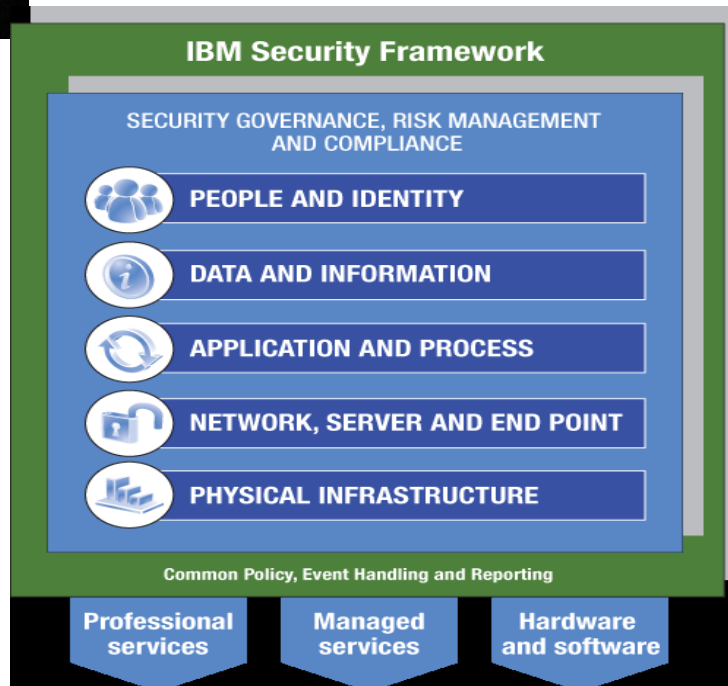 IBM Security Framework
SECURITY GOVERNANCE, RISK MANAGEMENT
AND COMPLIANCE
PEOPLE AND IDENTITY
DATA AND INFORMATION
APPLICATION AND PROCESS
NETWORK, SERVER AND END POINT
PHYSICAL INFRASTRUCTURE
Common Policy, Event Handling and Reporting
Professional
services
Managed
services
Hardware
and software